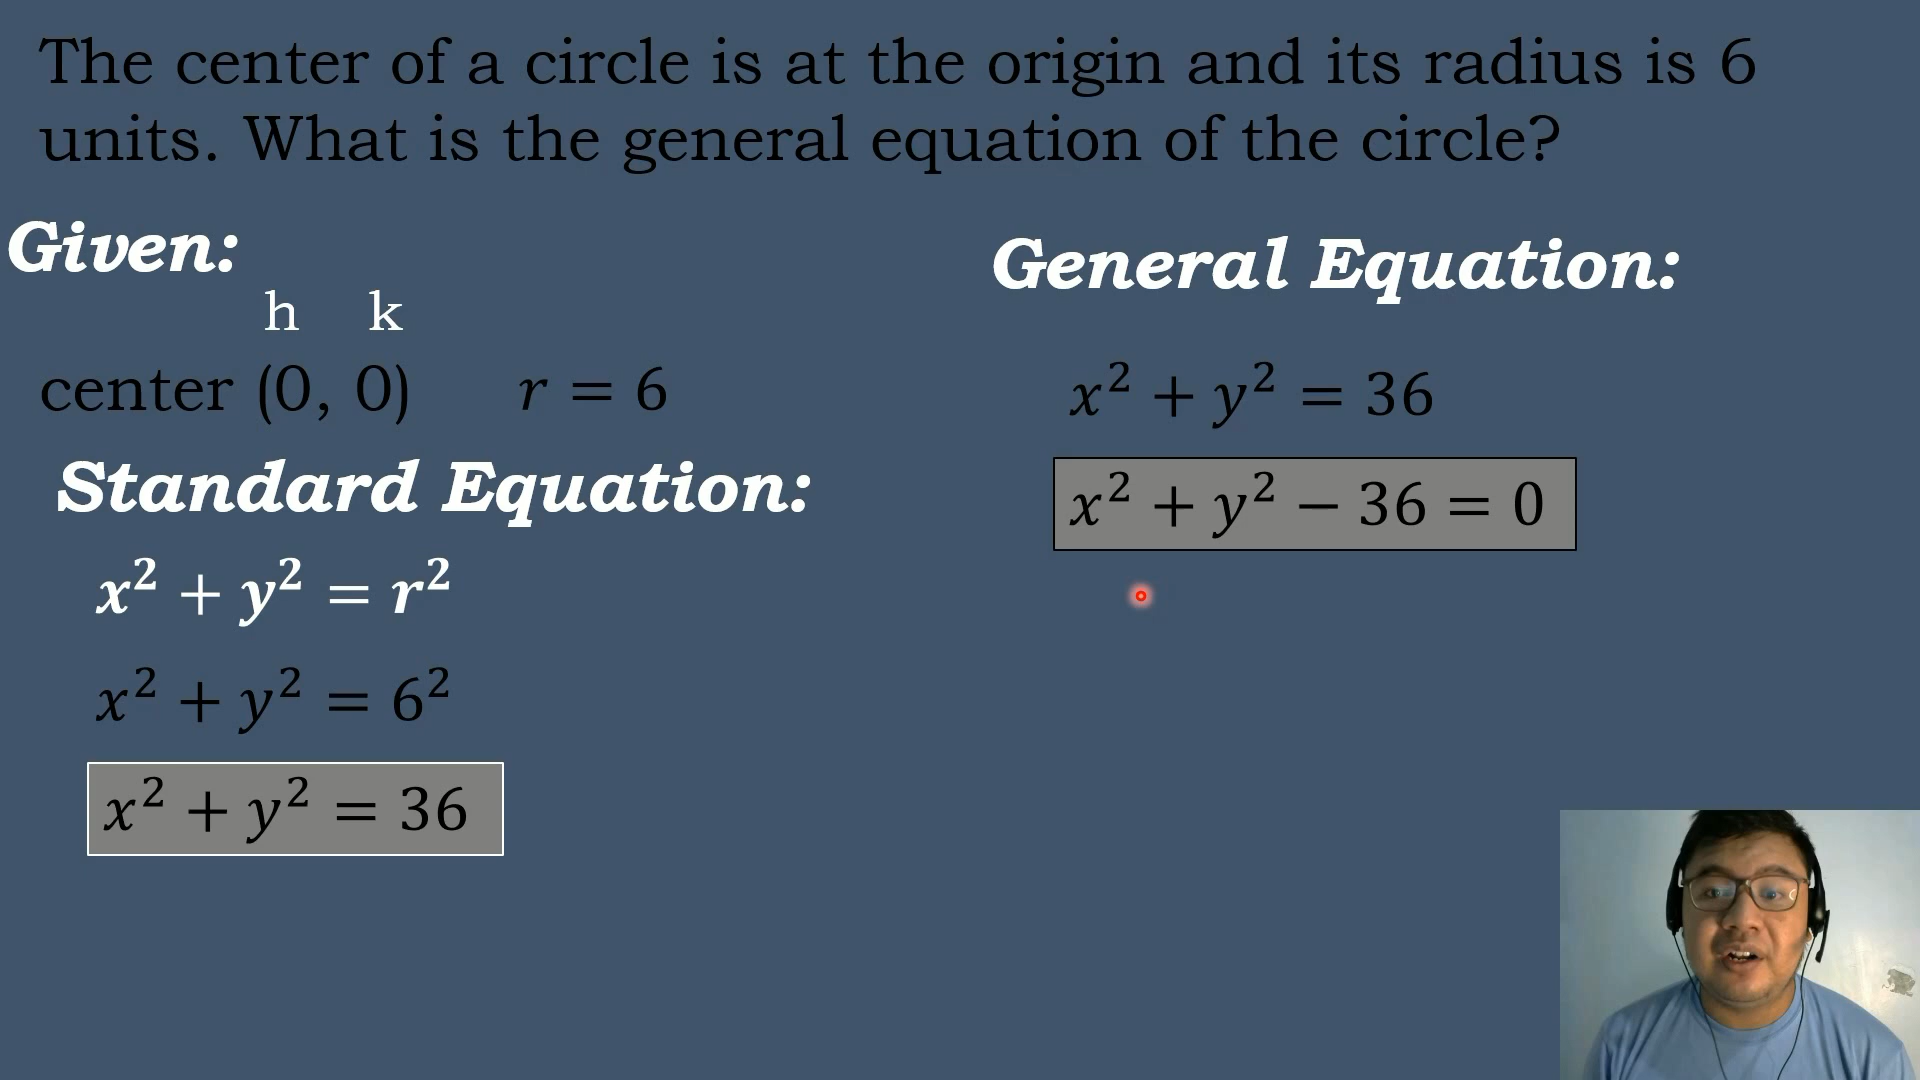 The center of a circle is at the origin and its radius is 6
units. What is the general equation of the circle?
Given:
h k
center (0, 0) r = 6
Standard Equation:
x² + y² = r²
x² + y² = 6²
x² + y² = 36
General Equation:
x² + y² = 36
x² + y² − 36 = 0